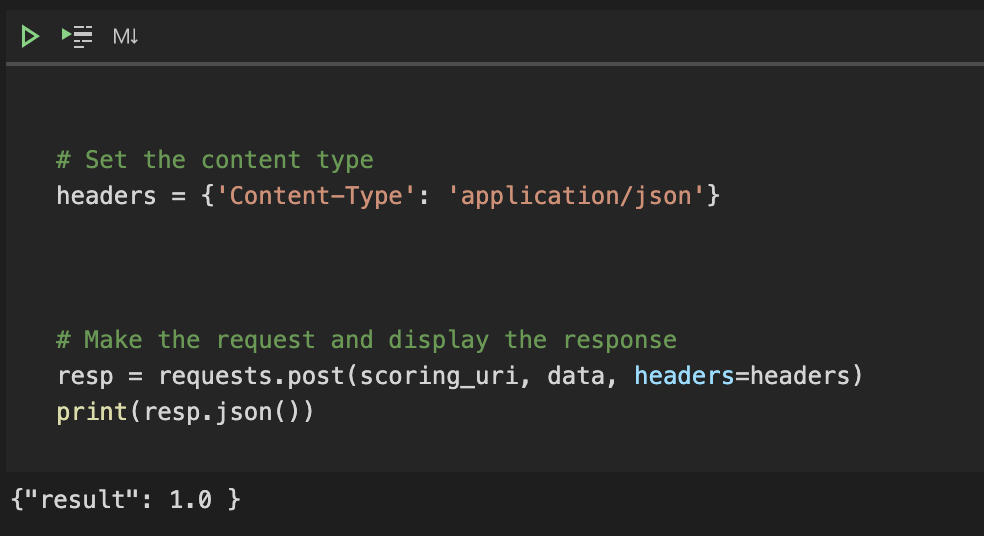 M↓
# Set the content type
headers = {'Content-Type': 'application/json'}
# Make the request and display the response
resp = requests.post(scoring_uri, data, headers=headers)
print(resp.json())
{"result": 1.0 }